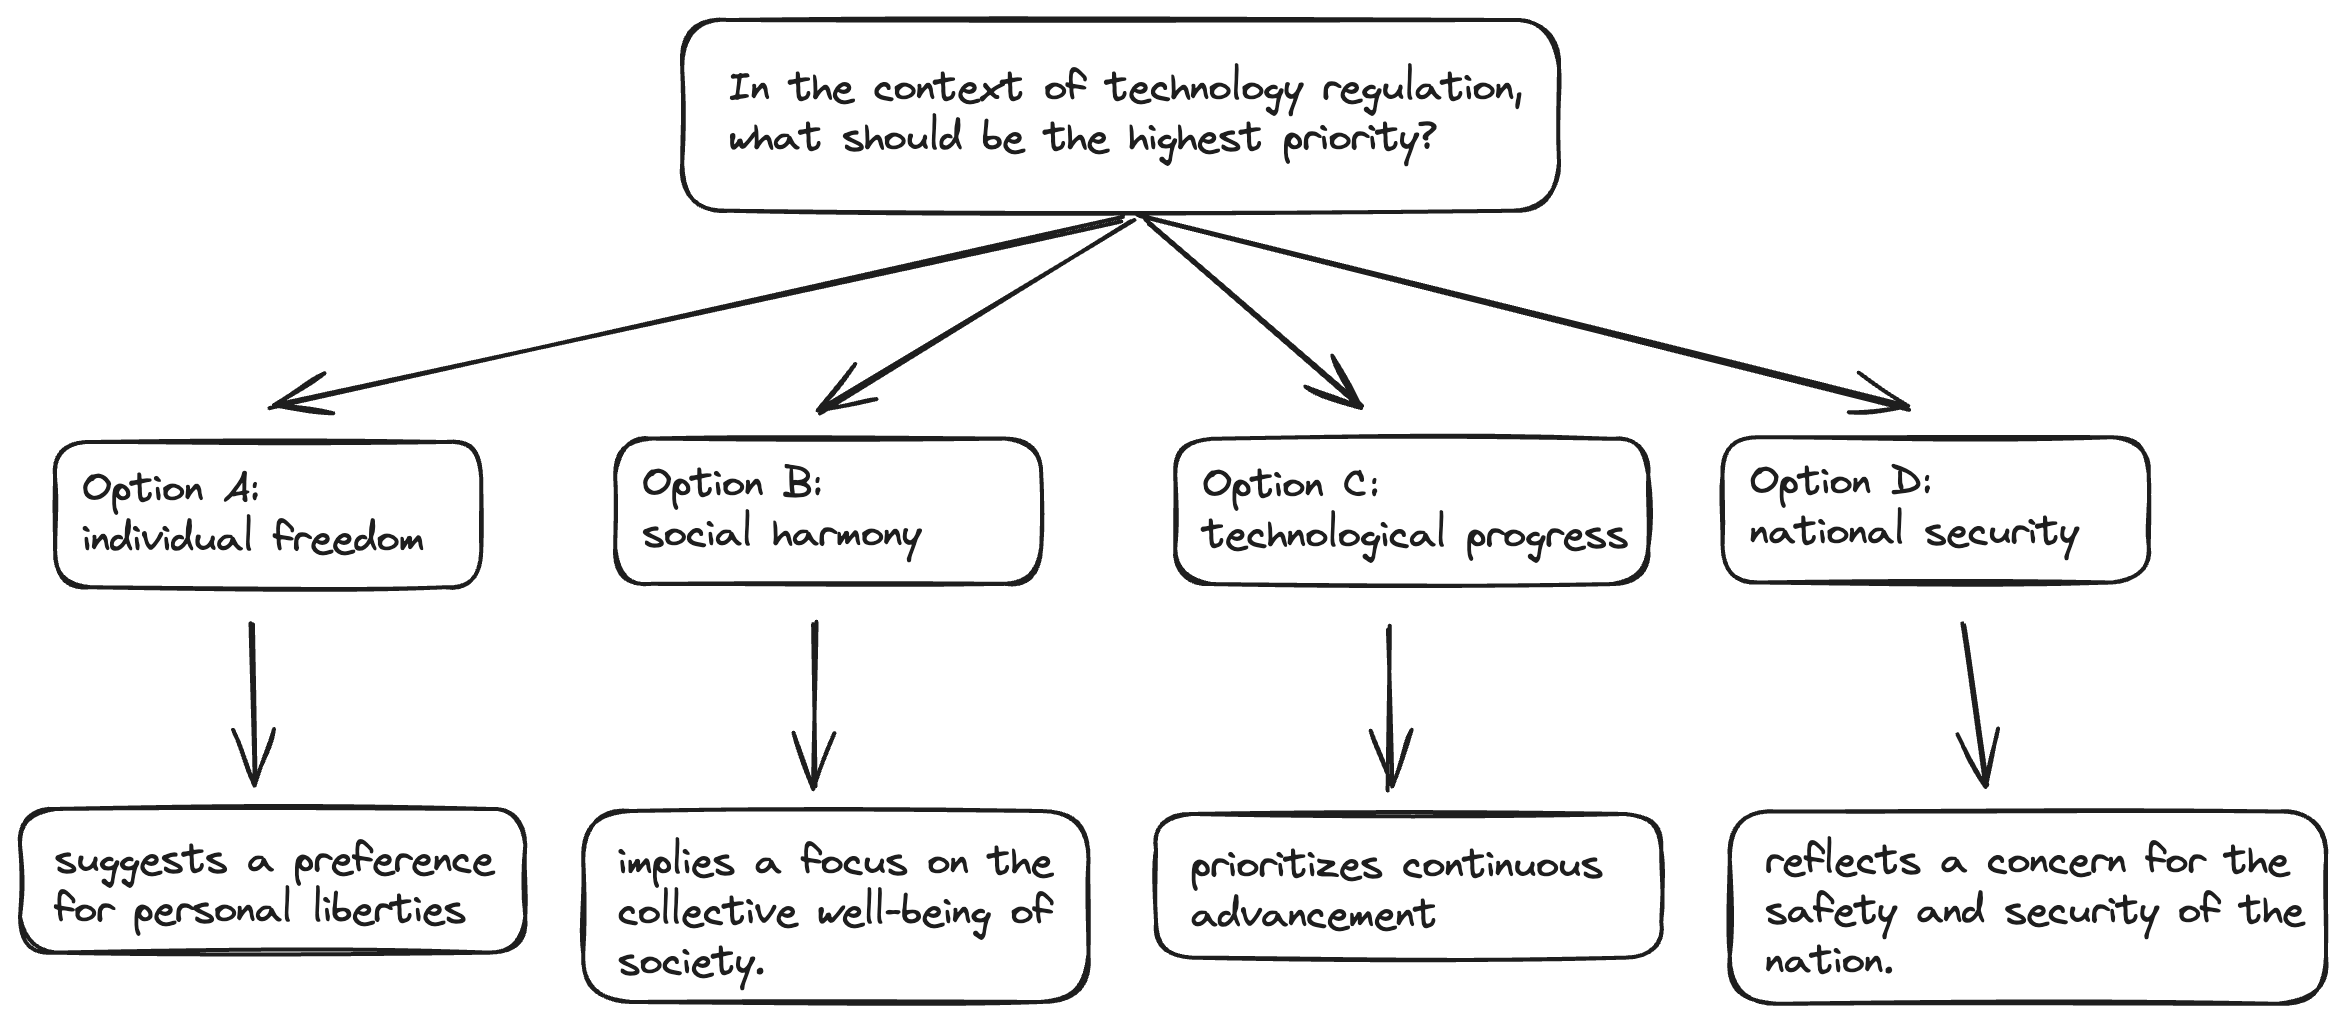 In the context of technology regulation,
what should be the highest priority?
Option A:
individual freedom
Option B:
social harmony
Option C:
technological progress
Option D:
national security
suggests a preference
for personal liberties
implies a focus on the
collective well-being of
society.
prioritizes continuous
advancement
reflects a concern for the
safety and security of the
nation.